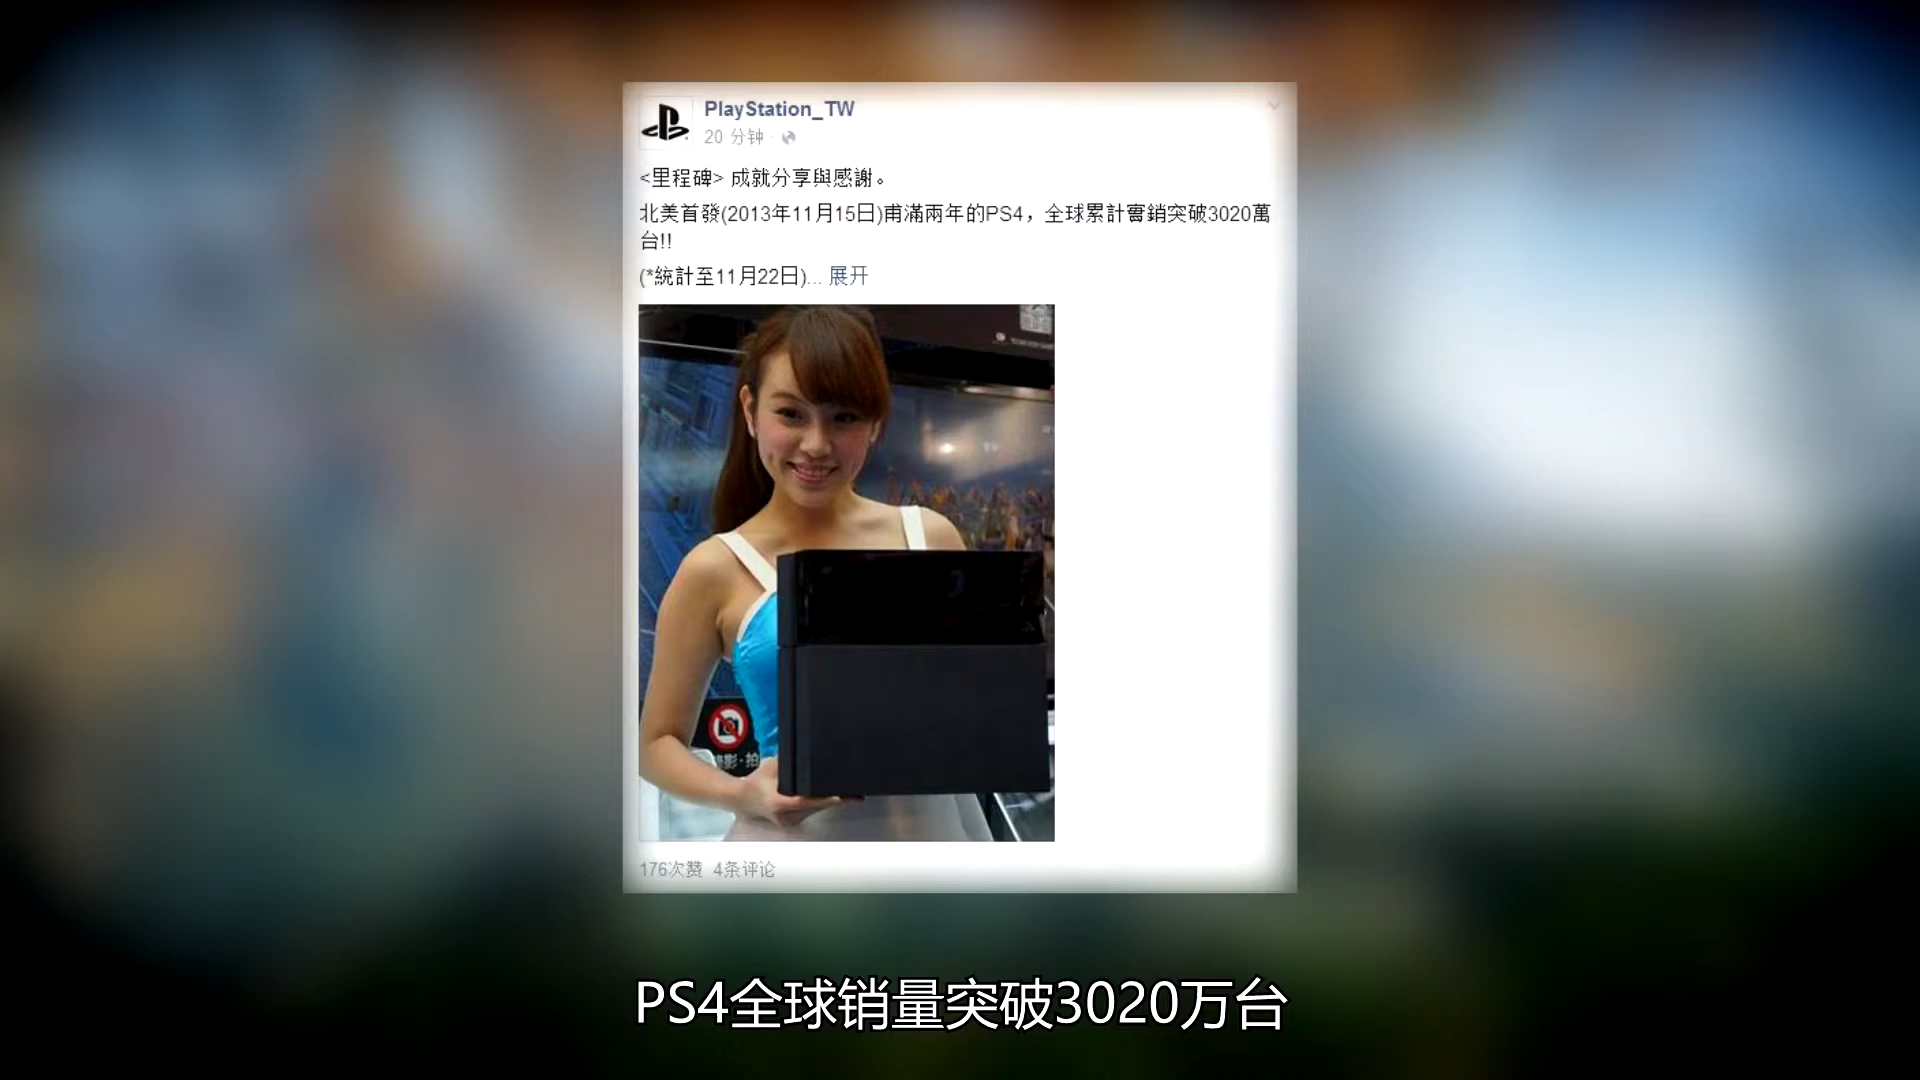 PlayStation_TW
20 分钟
<里程碑> 成就分享與感謝。
北美首發(2013年11月15日)甫滿兩年的PS4，全球累計實銷突破3020萬
台!!
(*統計至11月22日)... 展开
影·拍
176次赞 4条评论
PS4全球销量突破3020万台